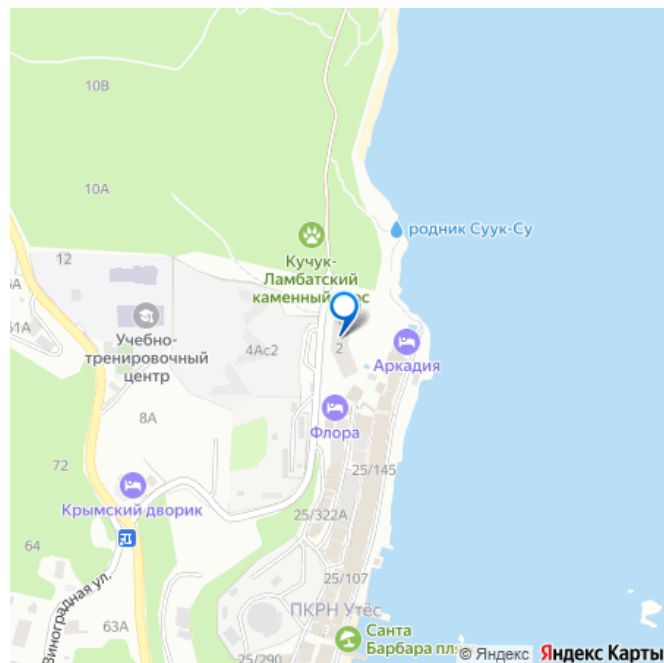 10В
10А
родник Суук-Су
Кучук-
Ламбатский
каменный
12
51А
Учебно-
тренировочный
центр
4Ас2
2
Аркадия
8А
Флора
72
25/145
Крымский дворик
25/322А
64
Виноградная ул.
25/107
ПКРН Утёс
63А
Санта
Барбара пля
25/290
© Яндекс Яндекс Карты